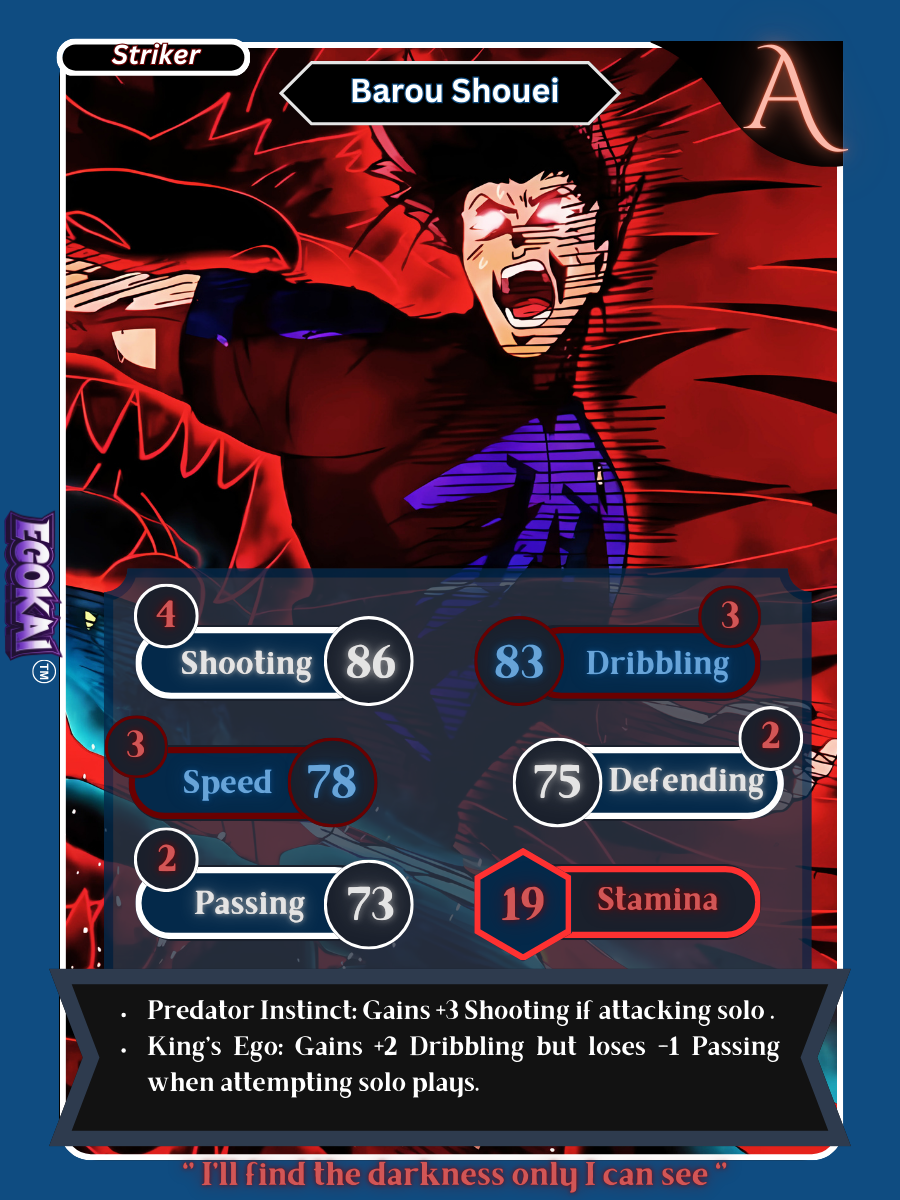 Striker
Barou Shouei
A
EGOKAI
TM
4
Shooting 86
3
83 Dribbling
3
Speed 78
2
75 Defending
2
Passing 73
19 Stamina
• Predator Instinct: Gains +3 Shooting if attacking solo .
• King's Ego: Gains +2 Dribbling but loses -1 Passing
when attempting solo plays.
" I'll find the darkness only I can see "